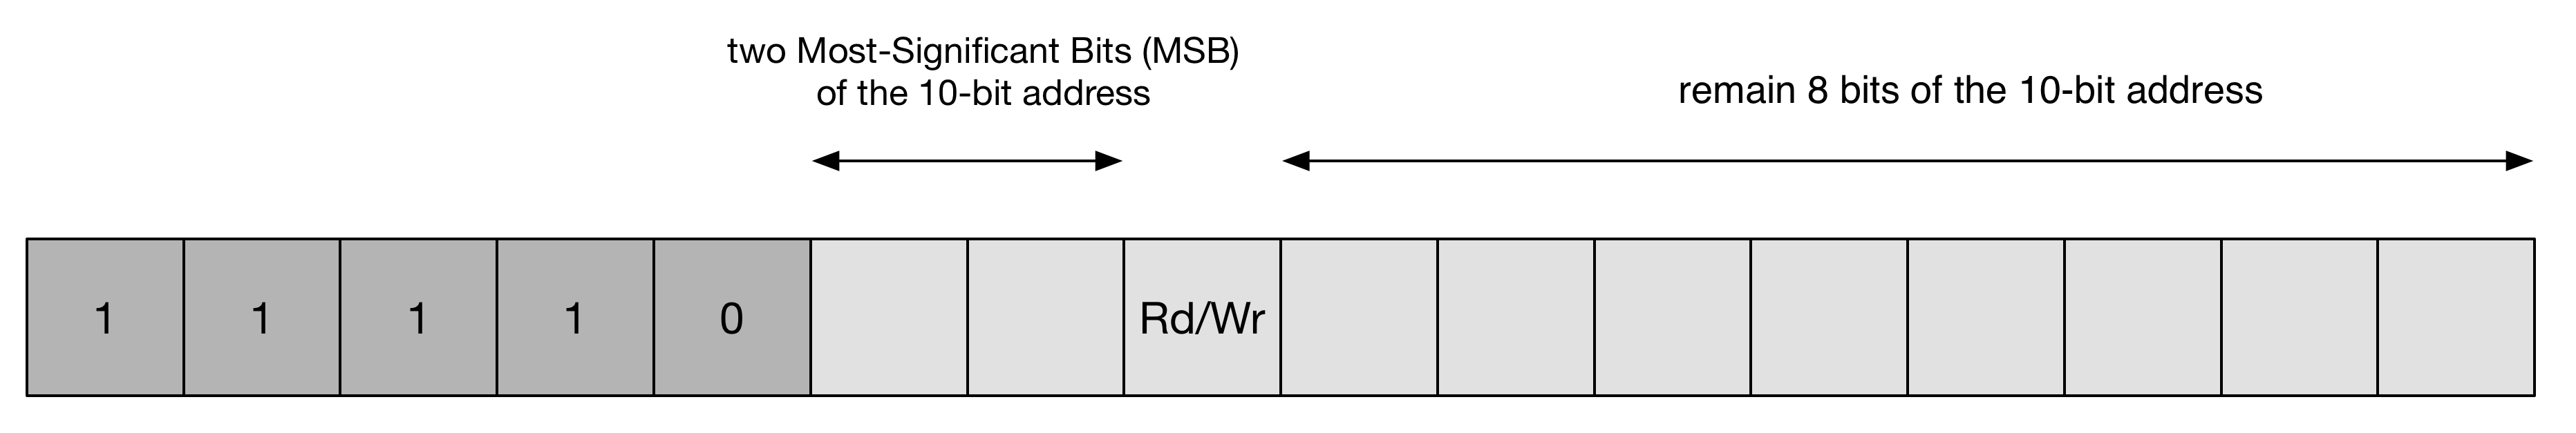 two Most-Significant Bits (MSB)
of the 10-bit address
remain 8 bits of the 10-bit address
1 1 1 1 0 Rd/Wr